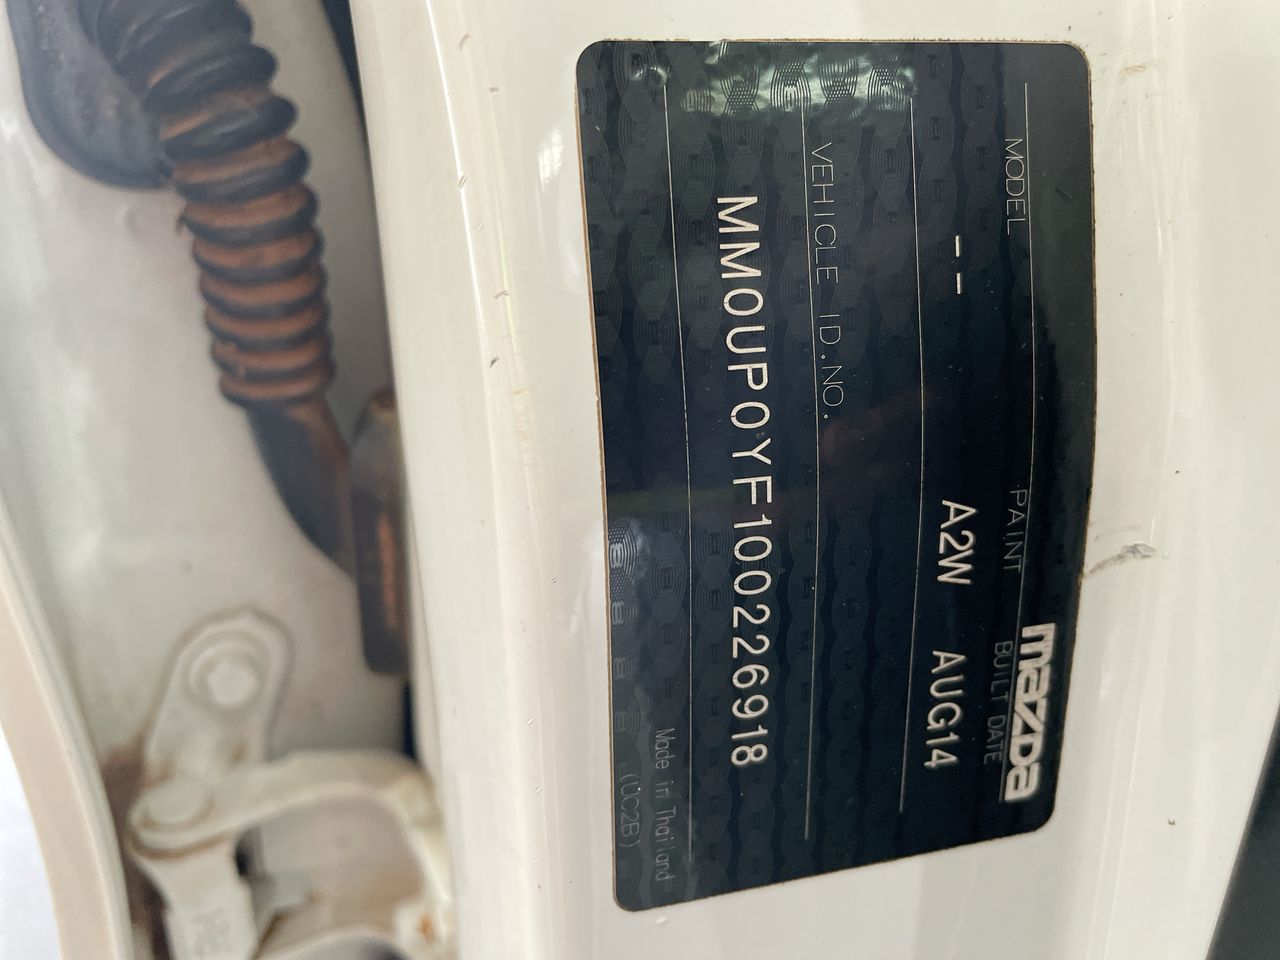 mazda
MODEL PAINT BUILT DATE
-- A2W AUG14
VEHICLE ID.NO.
MM0UP0YF100226918
Made in Thailand
(UC2B)